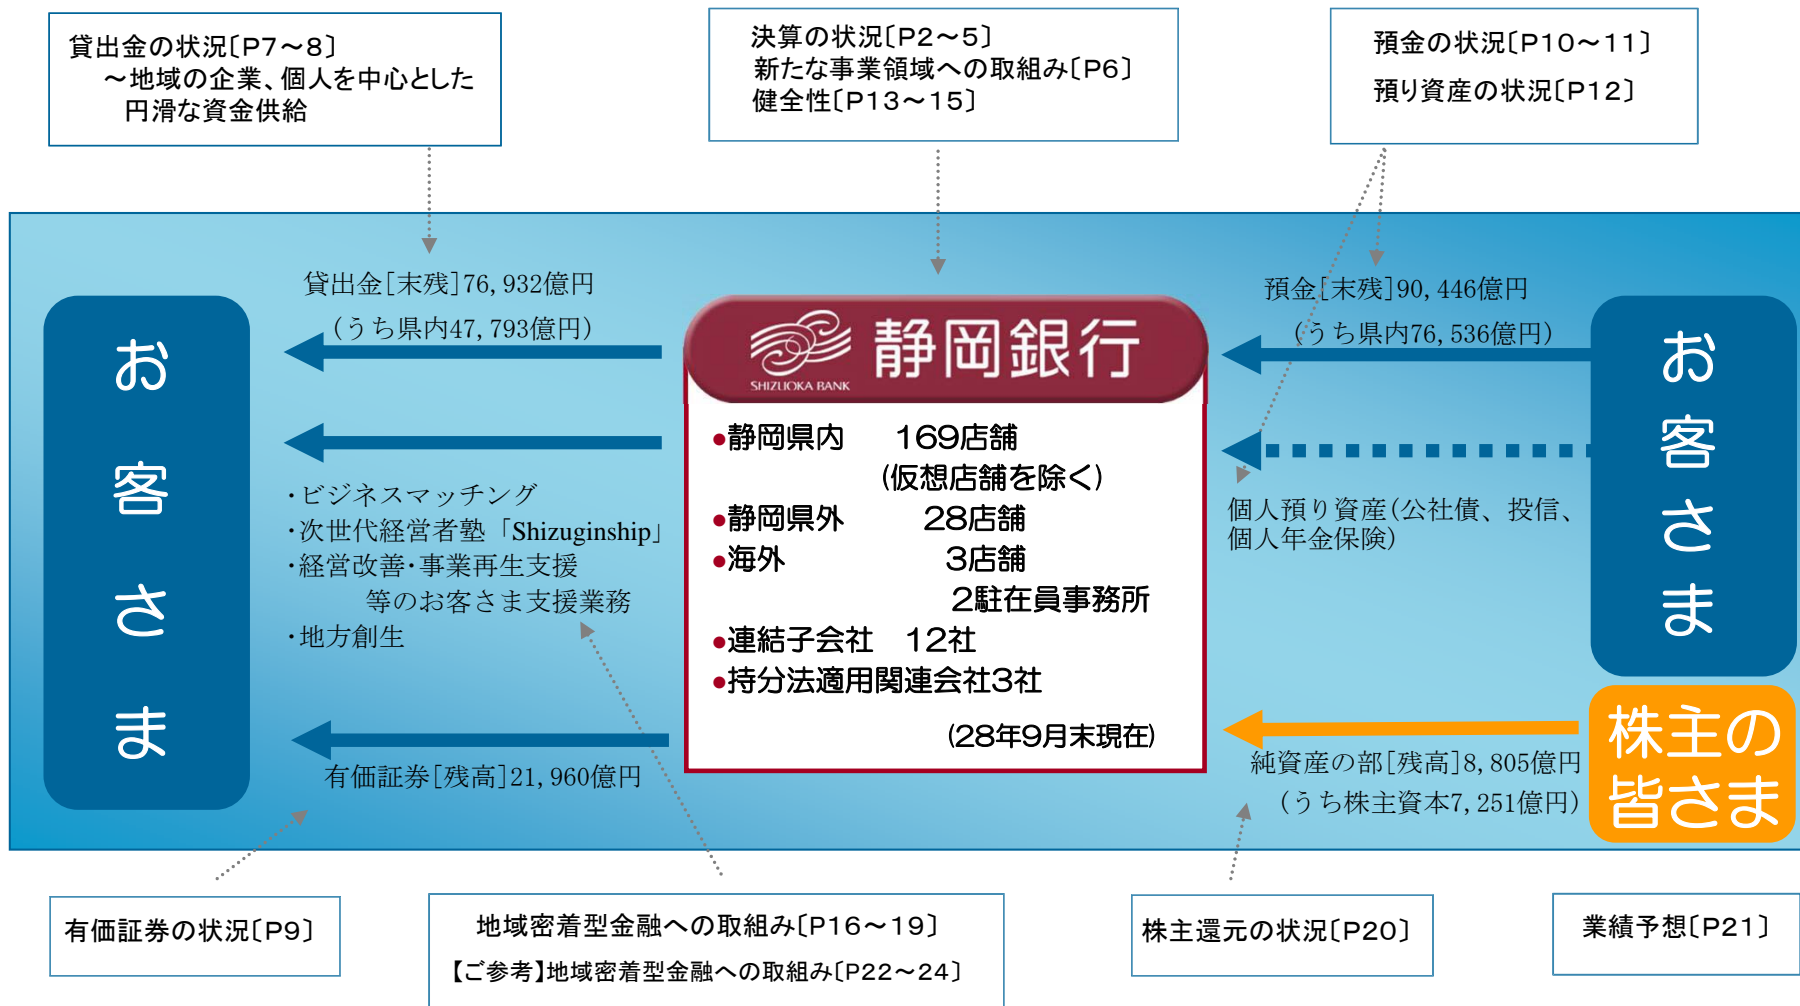 貸出金の状況〔P7～8〕
～地域の企業、個人を中心とした
円滑な資金供給
決算の状況〔P2～5〕
新たな事業領域への取組み〔P6〕
健全性〔P13～15〕
預金の状況〔P10～11〕
預り資産の状況〔P12〕
お客さま
貸出金[末残]76,932億円
(うち県内47,793億円)
・ビジネスマッチング
・次世代経営者塾「Shizuginship」
・経営改善・事業再生支援
等のお客さま支援業務
・地方創生
有価証券[残高]21,960億円
静岡銀行
SHIZUOKA BANK
●静岡県内 169店舗
(仮想店舗を除く)
●静岡県外 28店舗
●海外 3店舗
2駐在員事務所
●連結子会社 12社
●持分法適用関連会社3社
(28年9月末現在)
預金[末残]90,446億円
(うち県内76,536億円)
個人預り資産(公社債、投信、
個人年金保険)
純資産の部[残高]8,805億円
(うち株主資本7,251億円)
お客さま
株主の
皆さま
有価証券の状況〔P9〕
地域密着型金融への取組み〔P16～19〕
【ご参考】地域密着型金融への取組み〔P22～24〕
株主還元の状況〔P20〕
業績予想〔P21〕